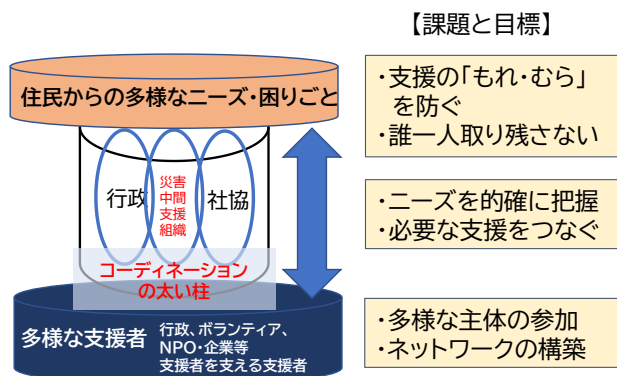 【課題と目標】
住民からの多様なニーズ・困りごと
・支援の「もれ・むら」
を防ぐ
・誰一人取り残さない
行政
災害
中間
支援
組織
社協
・ニーズを的確に把握
・必要な支援をつなぐ
コーディネーション
の太い柱
多様な支援者
行政、ボランティア、
NPO・企業等
支援者を支える支援者
・多様な主体の参加
・ネットワークの構築